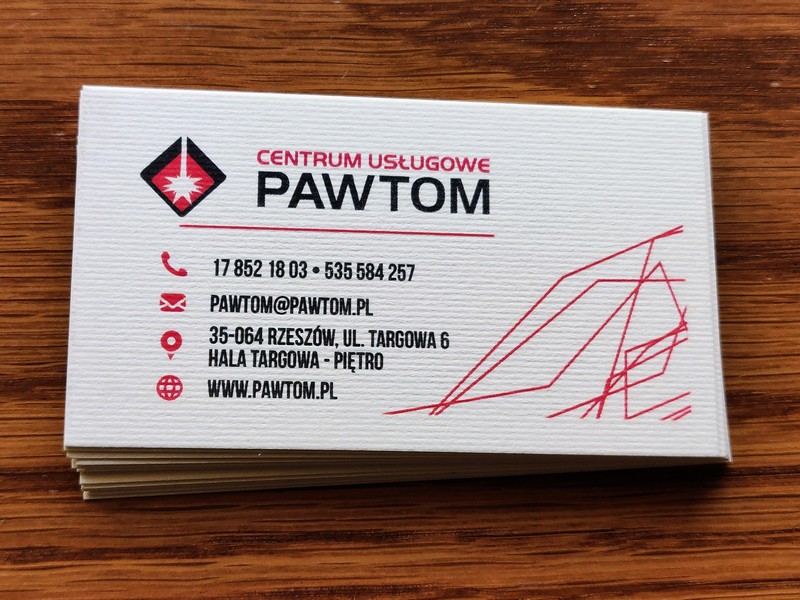 CENTRUM USŁUGOWE
PAWTOM
17 852 18 03 • 535 584 257
PAWTOM@PAWTOM.PL
35-064 RZESZÓW, UL. TARGOWA 6
HALA TARGOWA - PIĘTRO
WWW.PAWTOM.PL